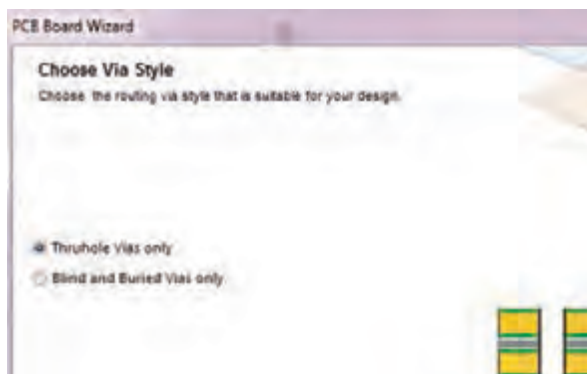 PCB Board Wizard
Choose Via Style
Choose the routing via style that is suitable for your design.
Thruhole Vias only
Blind and Buried Vias only